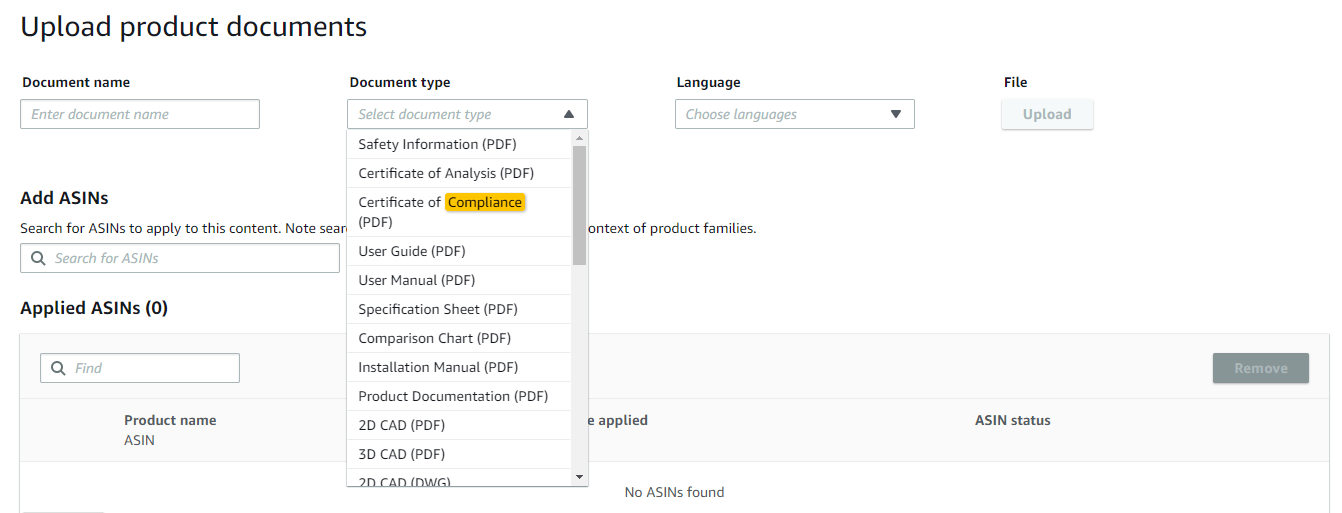 Upload product documents
Document name
Document type
Language
File
Enter document name
Select document type
Choose languages
Upload
Safety Information (PDF)
Certificate of Analysis (PDF)
Certificate of Compliance
(PDF)
User Guide (PDF)
User Manual (PDF)
Specification Sheet (PDF)
Comparison Chart (PDF)
Installation Manual (PDF)
Product Documentation (PDF)
2D CAD (PDF)
3D CAD (PDF)
2D CAD (DWG)
Add ASINs
Search for ASINs to apply to this content. Note sear
ontext of product families.
Search for ASINs
Applied ASINs (0)
Find
Remove
Product name
ASIN
e applied
ASIN status
No ASINs found